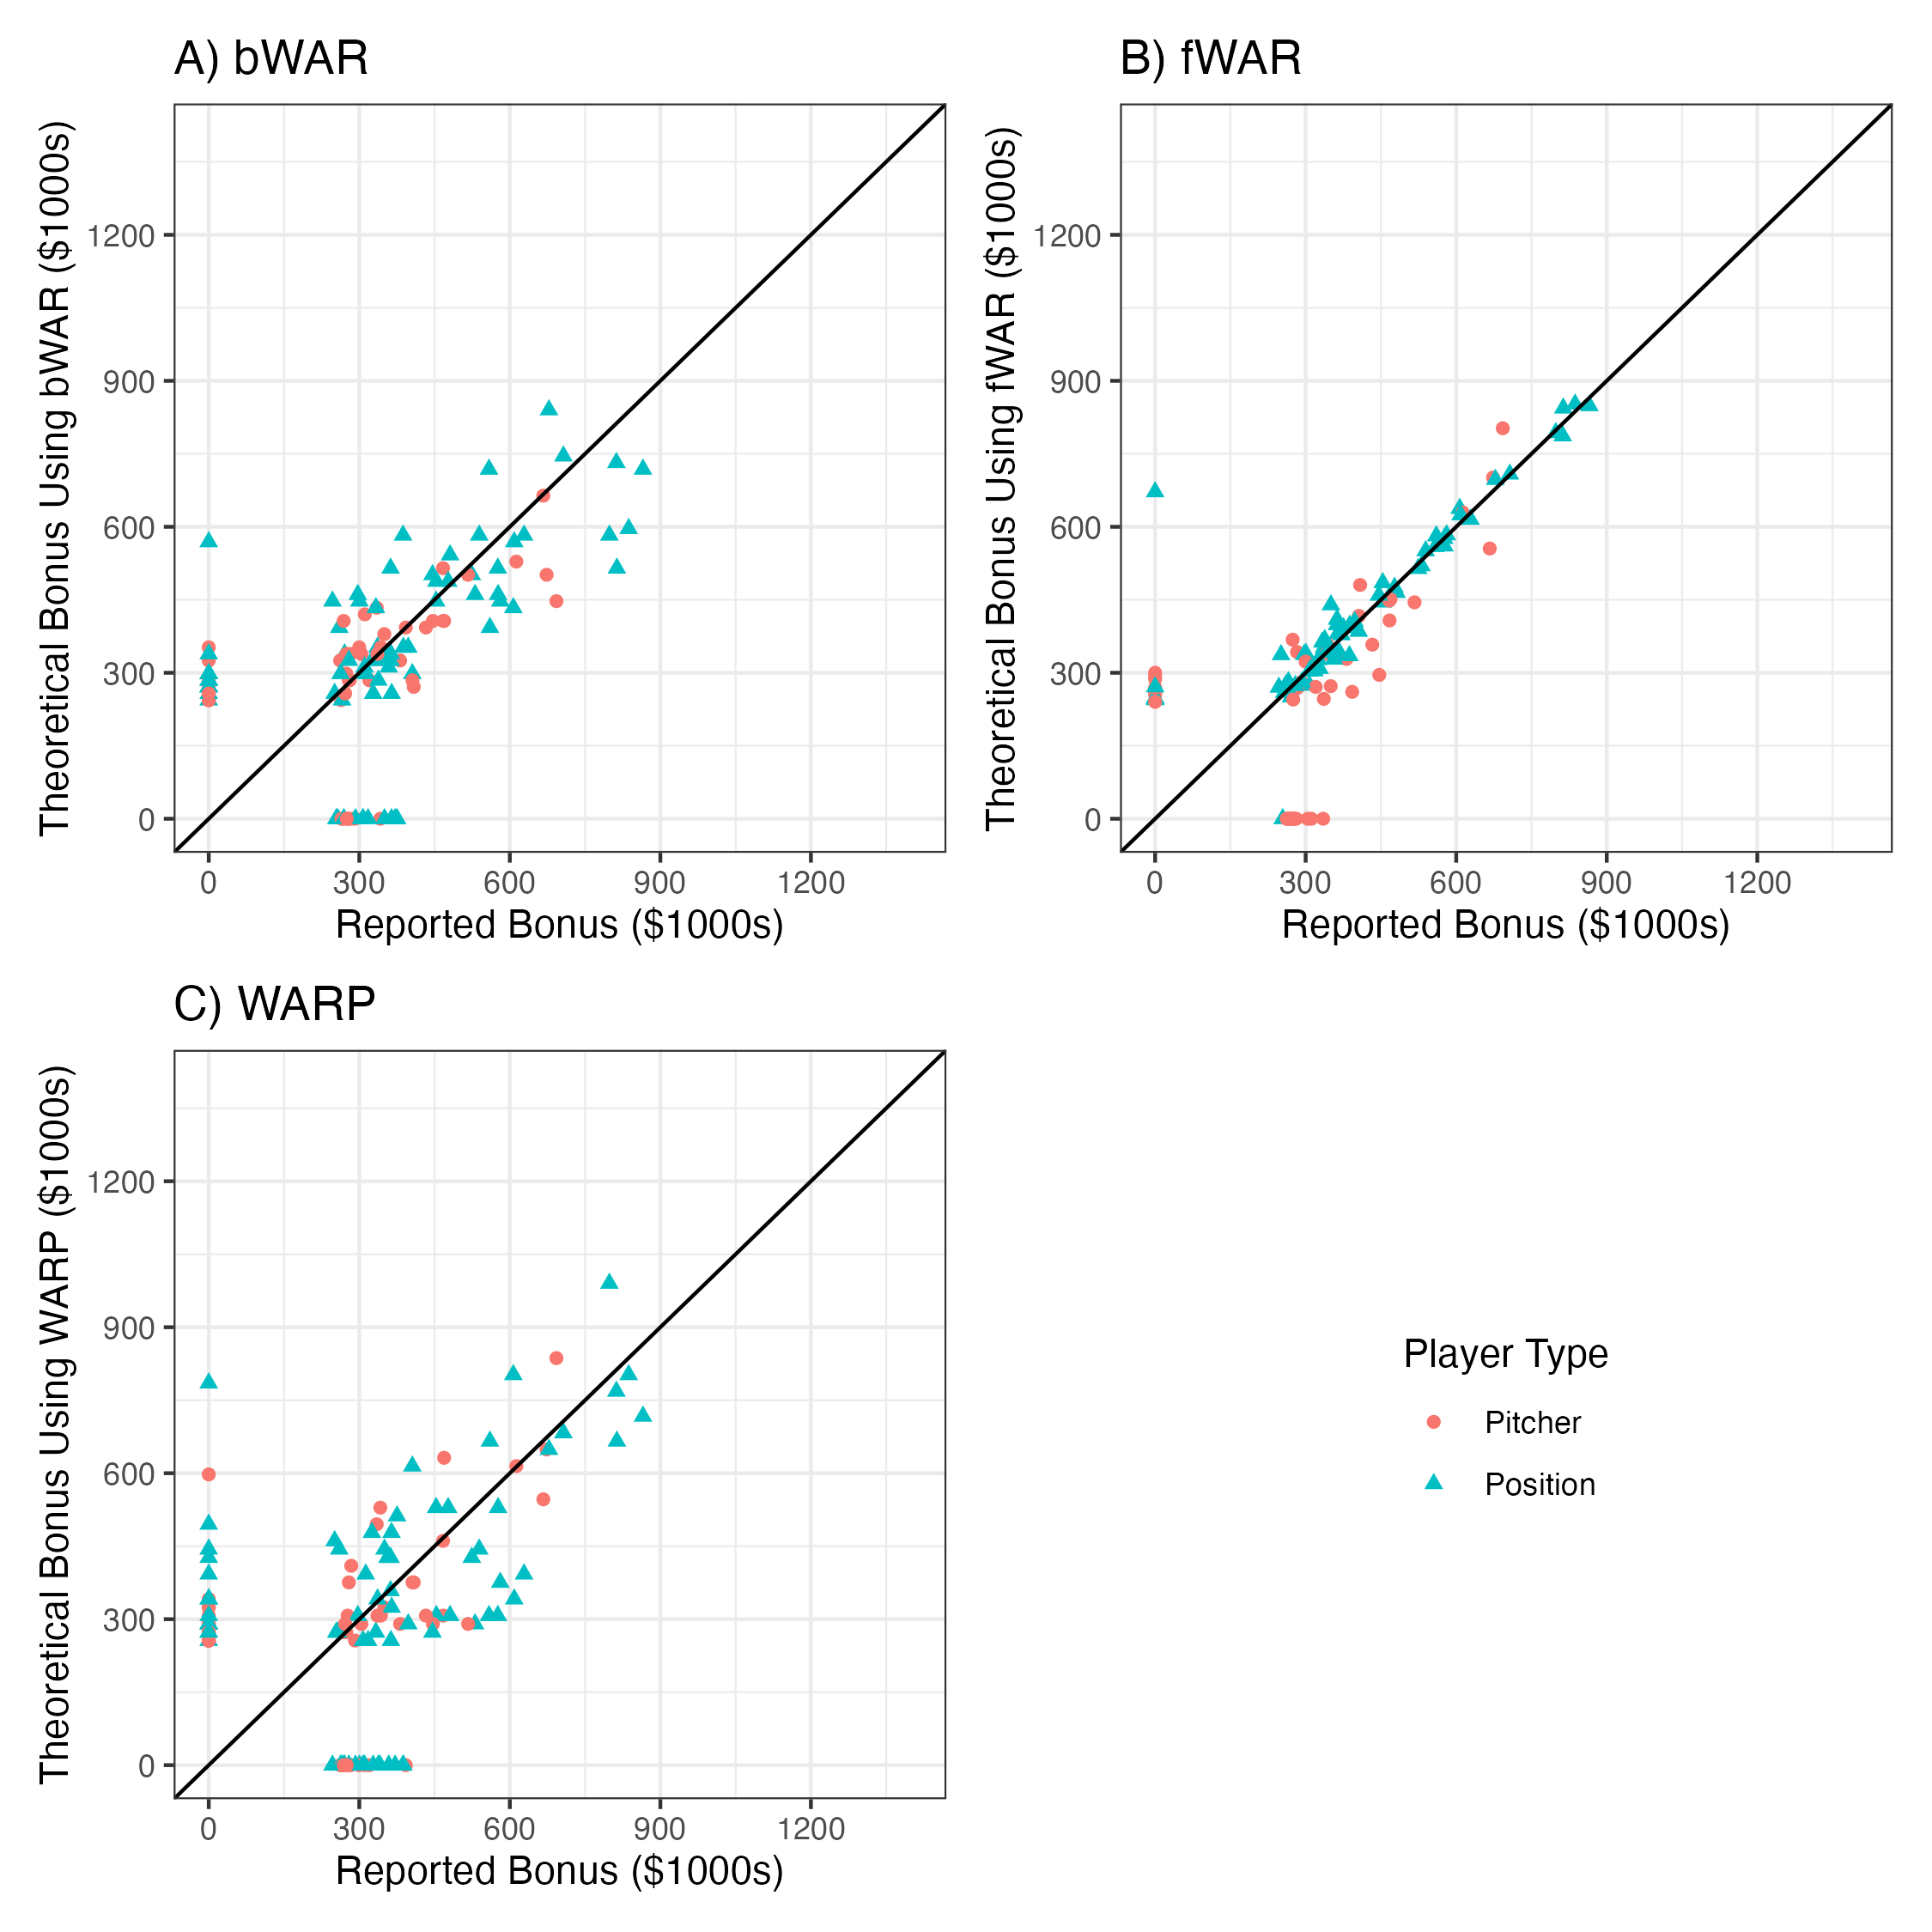 A) bWAR
Theoretical Bonus Using bWAR ($1000s)
1200
900
600
300
0
0 300 600 900 1200
Reported Bonus ($1000s)
B) fWAR
Theoretical Bonus Using fWAR ($1000s)
1200
900
600
300
0
0 300 600 900 1200
Reported Bonus ($1000s)
C) WARP
Theoretical Bonus Using WARP ($1000s)
1200
900
600
300
0
0 300 600 900 1200
Reported Bonus ($1000s)
Player Type
Pitcher
Position